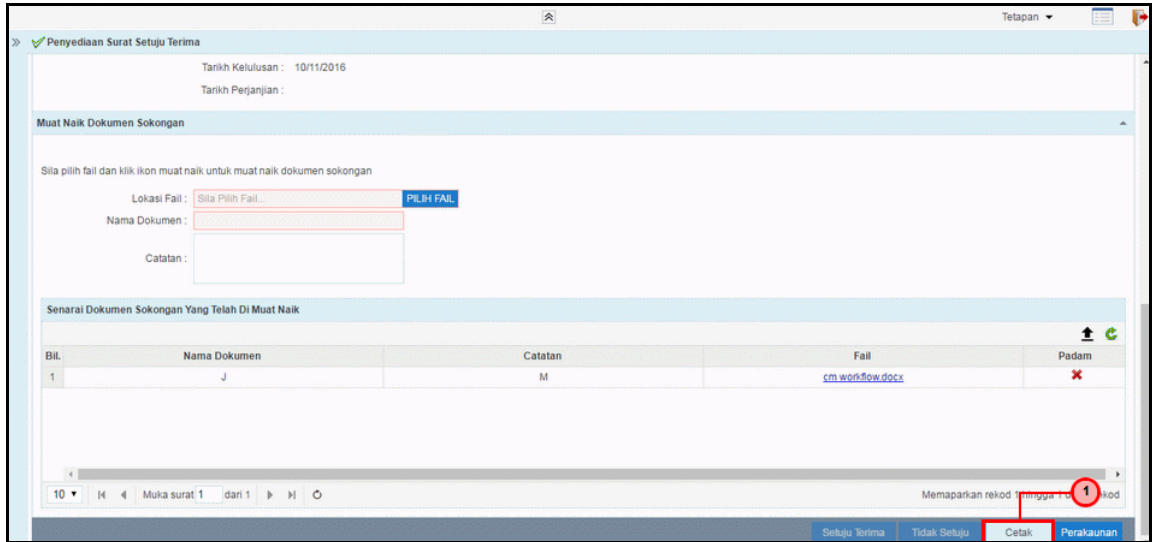 Tetapan
Penyediaan Surat Setuju Terima
Tarikh Kelulusan : 10/11/2016
Tarikh Perjanjian :
Muat Naik Dokumen Sokongan
Sila pilih fail dan klik ikon muat naik untuk muat naik dokumen sokongan
Lokasi Fail : Sila Pilih Fail... PILIH FAIL
Nama Dokumen :
Catatan :
Senarai Dokumen Sokongan Yang Telah Di Muat Naik
Bil. Nama Dokumen Catatan Fail Padam
1 J M cm workflow.docx
10 Muka surat 1 dari 1 Memaparkan rekod 1 hingga 1
1
Setuju Terima Tidak Setuju Cetak Perakaunan